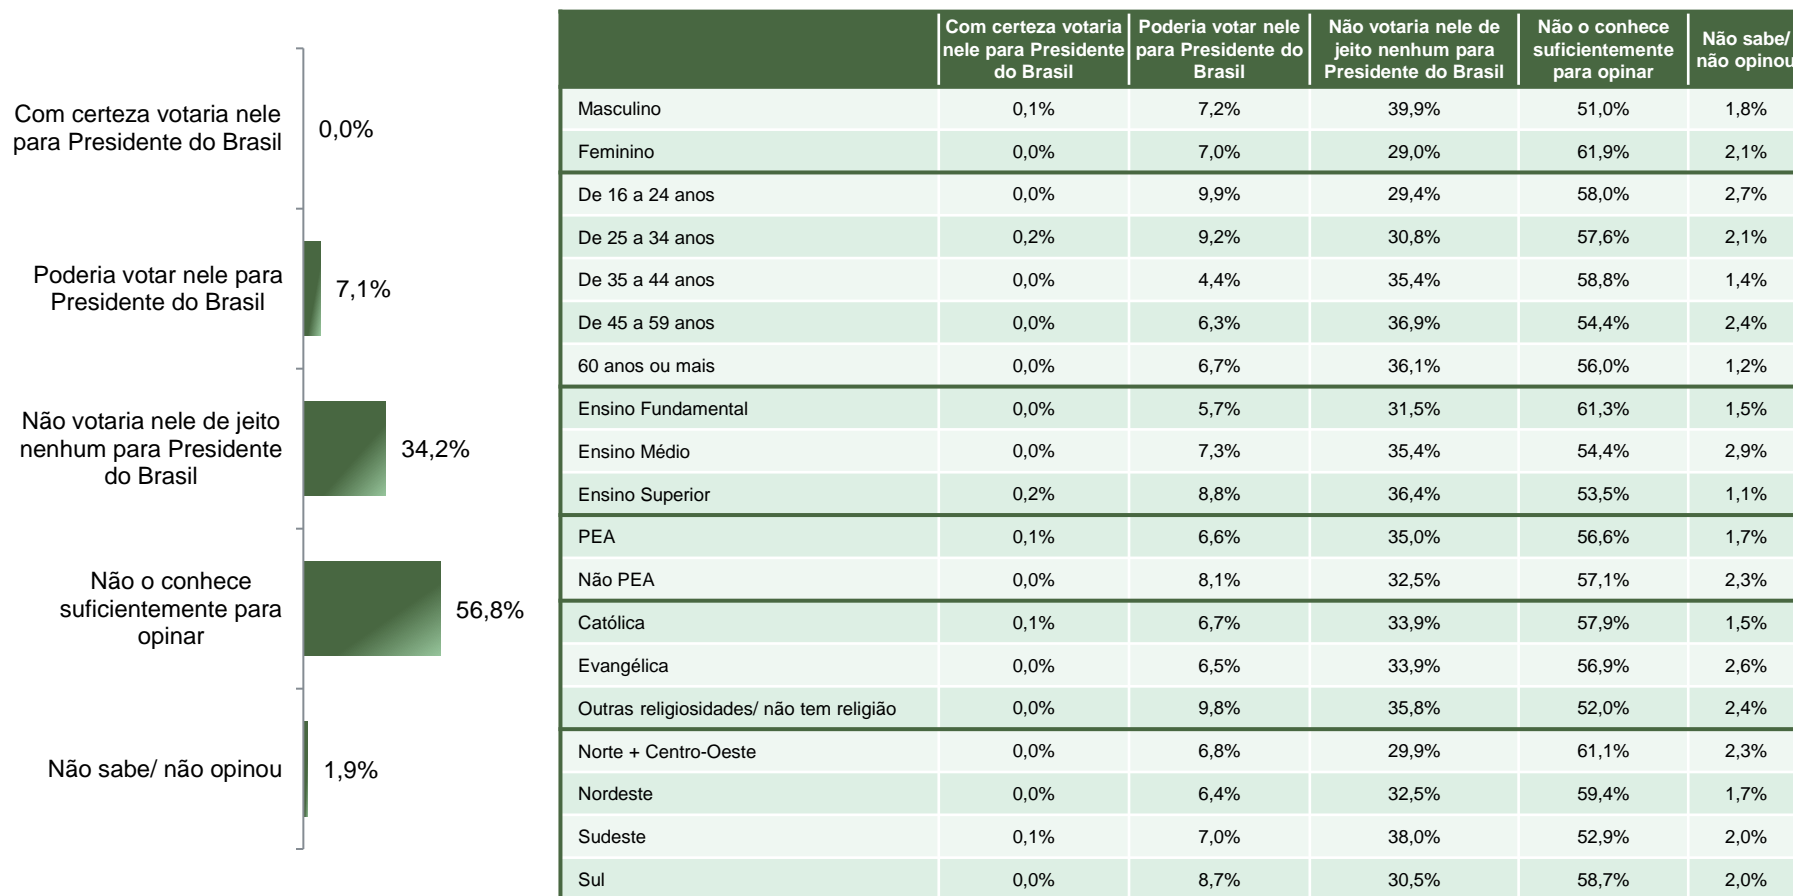 Com certeza votaria nele
para Presidente do Brasil
0,0%
Poderia votar nele para
Presidente do Brasil
7,1%
Não votaria nele de jeito
nenhum para Presidente
do Brasil
34,2%
Não o conhece
suficientemente para
opinar
56,8%
Não sabe/ não opinou
1,9%
Com certeza votaria
nele para Presidente
do Brasil
Poderia votar nele
para Presidente do
Brasil
Não votaria nele de
jeito nenhum para
Presidente do Brasil
Não o conhece
suficientemente
para opinar
Não sabe/
não opinou
Masculino 0,1% 7,2% 39,9% 51,0% 1,8%
Feminino 0,0% 7,0% 29,0% 61,9% 2,1%
De 16 a 24 anos 0,0% 9,9% 29,4% 58,0% 2,7%
De 25 a 34 anos 0,2% 9,2% 30,8% 57,6% 2,1%
De 35 a 44 anos 0,0% 4,4% 35,4% 58,8% 1,4%
De 45 a 59 anos 0,0% 6,3% 36,9% 54,4% 2,4%
60 anos ou mais 0,0% 6,7% 36,1% 56,0% 1,2%
Ensino Fundamental 0,0% 5,7% 31,5% 61,3% 1,5%
Ensino Médio 0,0% 7,3% 35,4% 54,4% 2,9%
Ensino Superior 0,2% 8,8% 36,4% 53,5% 1,1%
PEA 0,1% 6,6% 35,0% 56,6% 1,7%
Não PEA 0,0% 8,1% 32,5% 57,1% 2,3%
Católica 0,1% 6,7% 33,9% 57,9% 1,5%
Evangélica 0,0% 6,5% 33,9% 56,9% 2,6%
Outras religiosidades/ não tem religião 0,0% 9,8% 35,8% 52,0% 2,4%
Norte + Centro-Oeste 0,0% 6,8% 29,9% 61,1% 2,3%
Nordeste 0,0% 6,4% 32,5% 59,4% 1,7%
Sudeste 0,1% 7,0% 38,0% 52,9% 2,0%
Sul 0,0% 8,7% 30,5% 58,7% 2,0%